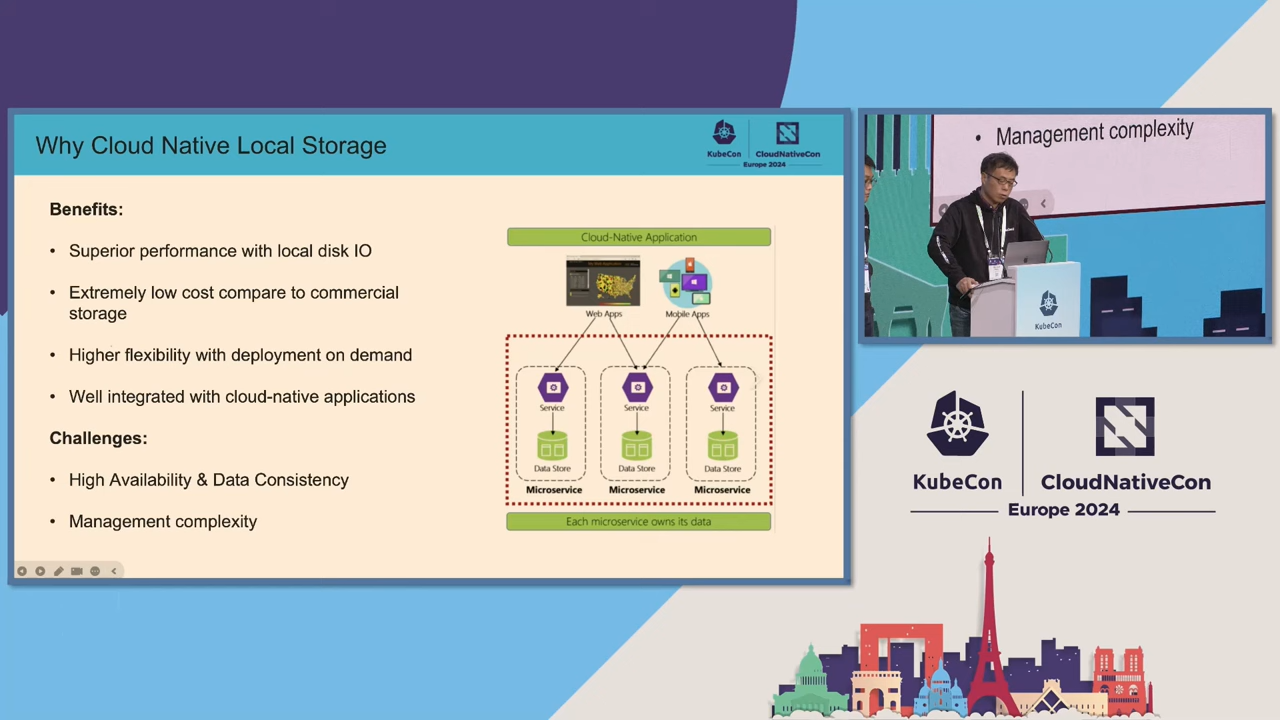 Why Cloud Native Local Storage
KubeCon
CloudNativeCon
Europe 2024
Benefits:
• Superior performance with local disk IO
• Extremely low cost compare to commercial
storage
• Higher flexibility with deployment on demand
• Well integrated with cloud-native applications
Challenges:
• High Availability & Data Consistency
• Management complexity
Cloud-Native Application
Web Apps
Mobile Apps
Service
Service
Service
Data Store
Data Store
Data Store
Microservice
Microservice
Microservice
Each microservice owns its data
• Management complexity
KubeCon
KubeCon
CloudNativeCon
Europe 2024